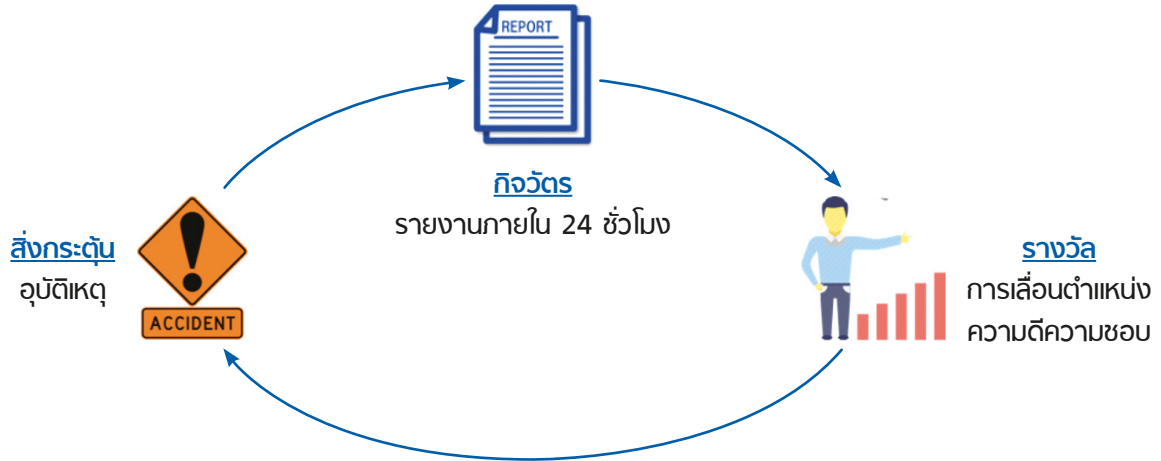 REPORT
กิจวัตร
รายงานภายใน 24 ชั่วโมง
สิ่งกระตุ้น
อุบัติเหตุ
ACCIDENT
รางวัล
การเลื่อนตำแหน่ง
ความดีความชอบ